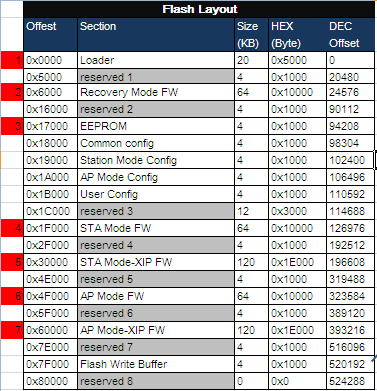 Flash Layout
Offest Section Size (KB) HEX (Byte) DEC Offset
1 0x0000 Loader 20 0x5000 0
0x5000 reserved 1 4 0x1000 20480
2 0x6000 Recovery Mode FW 64 0x10000 24576
0x16000 reserved 2 4 0x1000 90112
3 0x17000 EEPROM 4 0x1000 94208
0x18000 Common config 4 0x1000 98304
0x19000 Station Mode Config 4 0x1000 102400
0x1A000 AP Mode Config 4 0x1000 106496
0x1B000 User Config 4 0x1000 110592
0x1C000 reserved 3 12 0x3000 114688
4 0x1F000 STA Mode FW 64 0x10000 126976
0x2F000 reserved 4 4 0x1000 192512
5 0x30000 STA Mode-XIP FW 120 0x1E000 196608
0x4E000 reserved 5 4 0x1000 319488
6 0x4F000 AP Mode FW 64 0x10000 323584
0x5F000 reserved 6 4 0x1000 389120
7 0x60000 AP Mode-XIP FW 120 0x1E000 393216
0x7E000 reserved 7 4 0x1000 516096
0x7F000 Flash Write Buffer 4 0x1000 520192
0x80000 reserved 8 0 0x0 524288